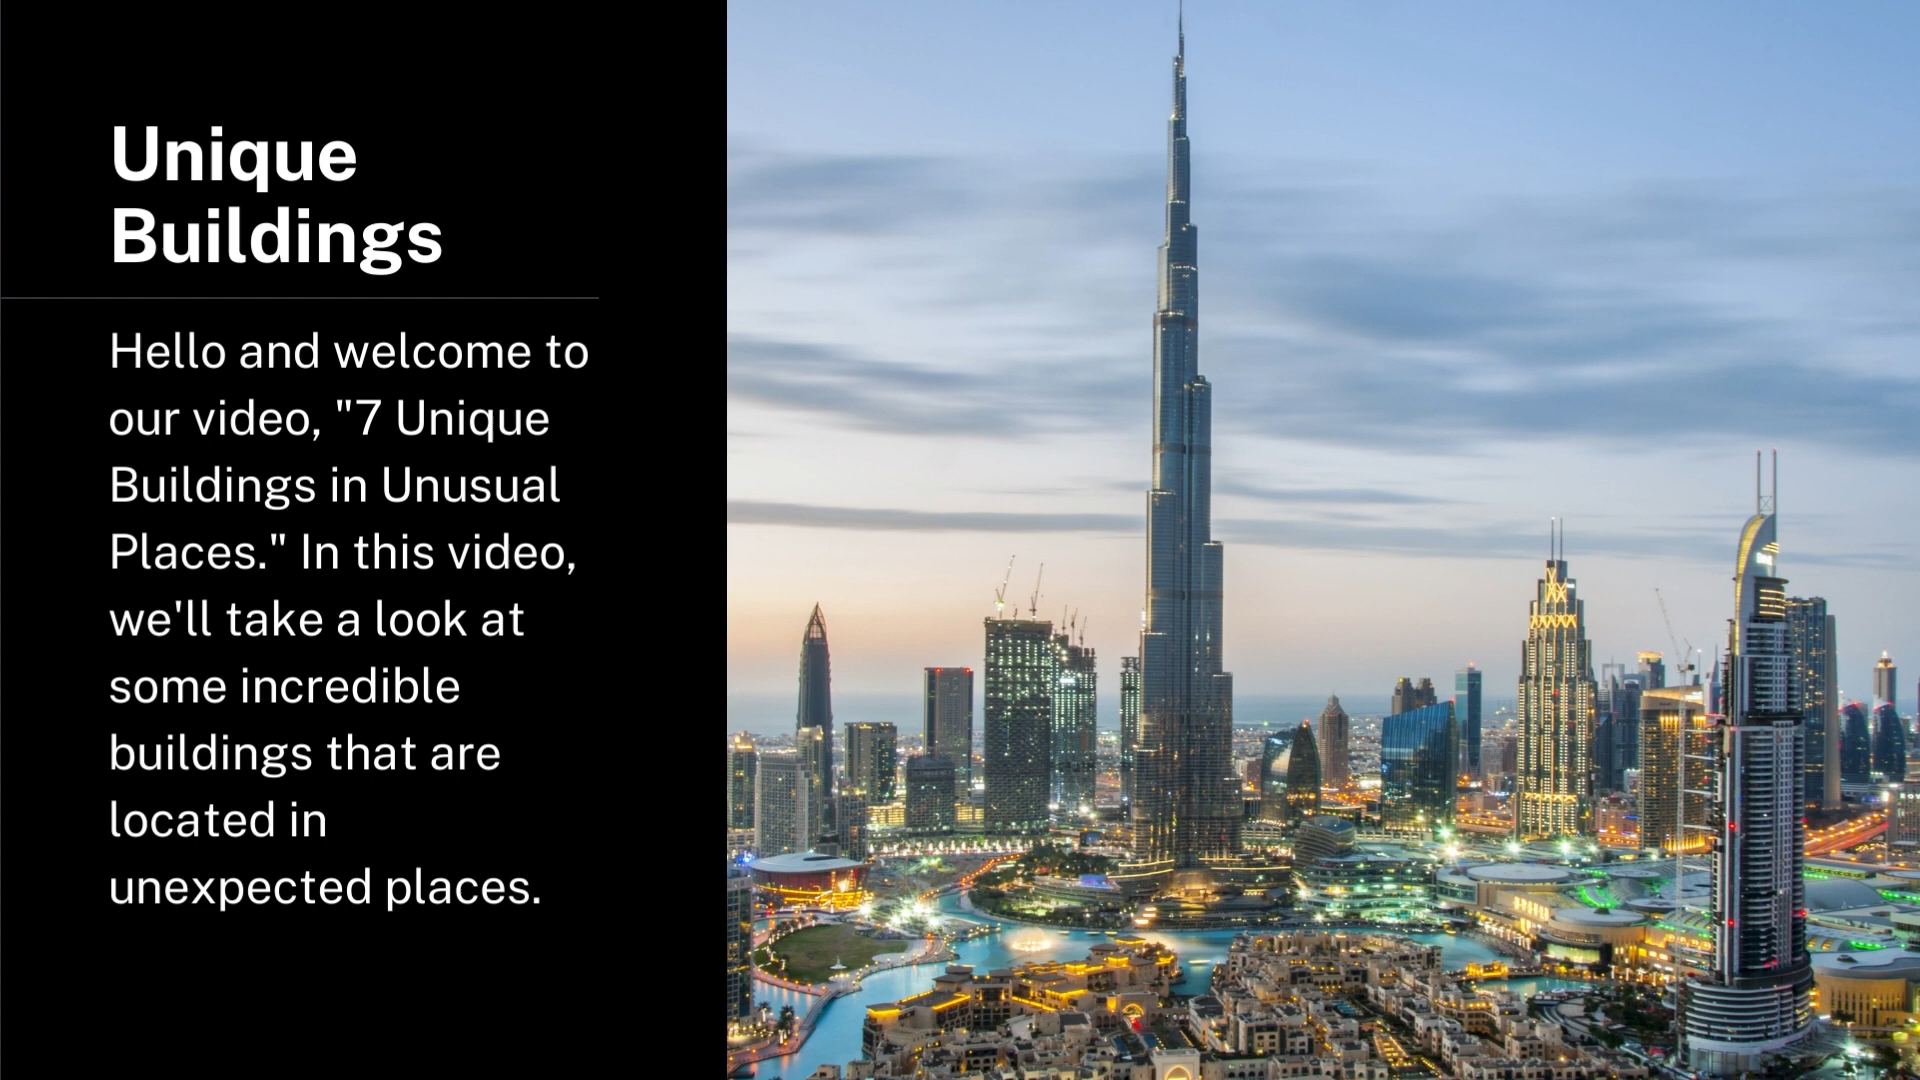 Unique
Buildings
Hello and welcome to
our video, "7 Unique
Buildings in Unusual
Places." In this video,
we'll take a look at
some incredible
buildings that are
located in
unexpected places.